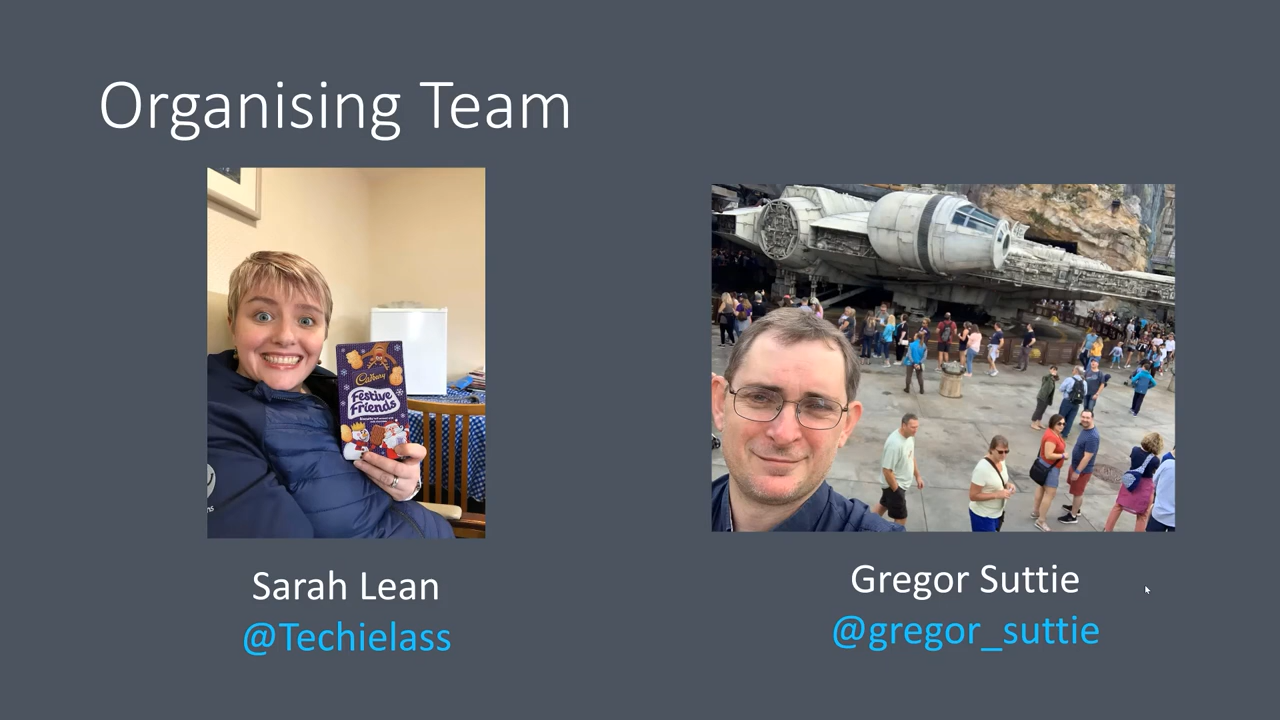 Organising Team
Cadbury
Festive
Friends
Sarah Lean
@Techielass
Gregor Suttie
@gregor_suttie